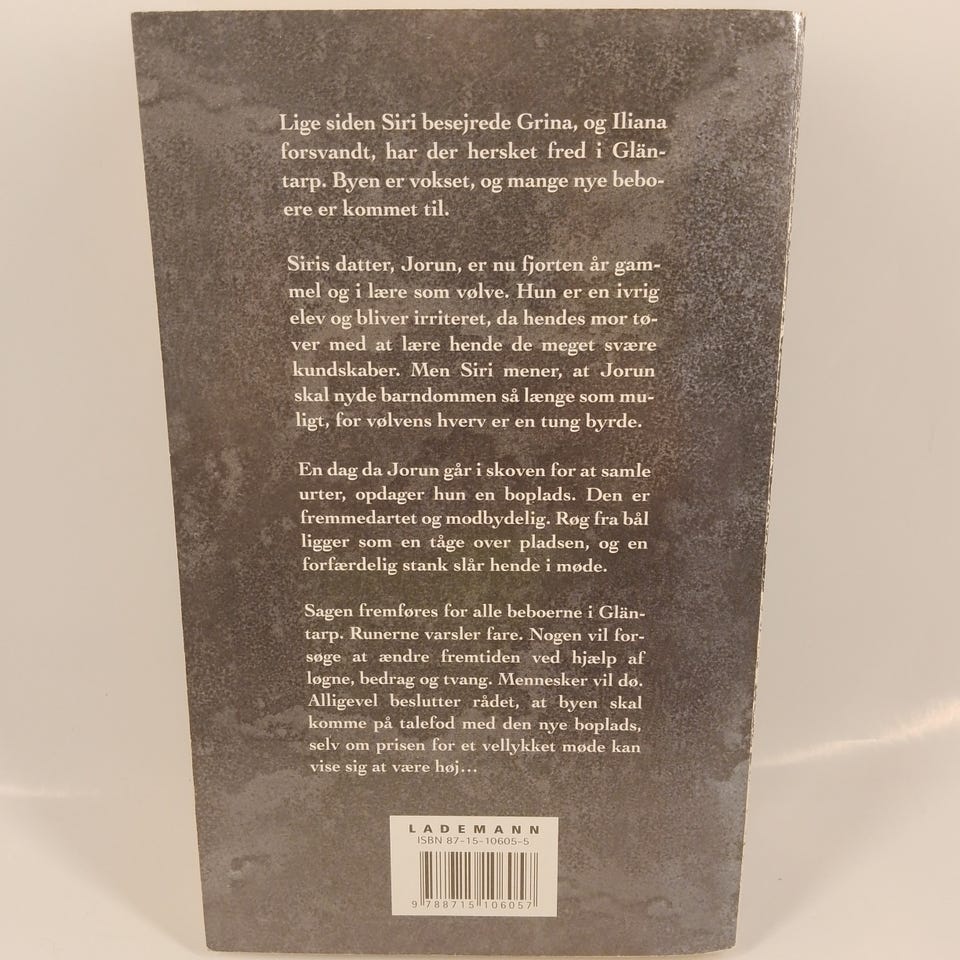 Lige siden Siri besejrede Grina, og Iliana
forsvandt, har der hersket fred i Glän-
tarp. Byen er vokset, og mange nye bebo-
ere er kommet til.
Siris datter, Jorun, er nu fjorten år gam-
mel og i lære som vølve. Hun er en ivrig
elev og bliver irriteret, da hendes mor tø-
ver med at lære hende de meget svære
kundskaber. Men Siri mener, at Jorun
skal nyde barndommen så længe som mu-
ligt, for vølvens hverv er en tung byrde.
En dag da Jorun går i skoven for at samle
urter, opdager hun en boplads. Den er
fremmedartet og modbydelig. Røg fra bål
ligger som en tåge over pladsen, og en
forfærdelig stank slår hende i møde.
Sagen fremføres for alle beboerne i Glän-
tarp. Runerne varsler fare. Nogen vil for-
søge at ændre fremtiden ved hjælp af
løgne, bedrag og tvang. Mennesker vil dø.
Alligevel beslutter rådet, at byen skal
komme på talefod med den nye boplads,
selv om prisen for et vellykket møde kan
vise sig at være høj...
LADEMANN
ISBN 87-15-10605-5
9 788715 106057